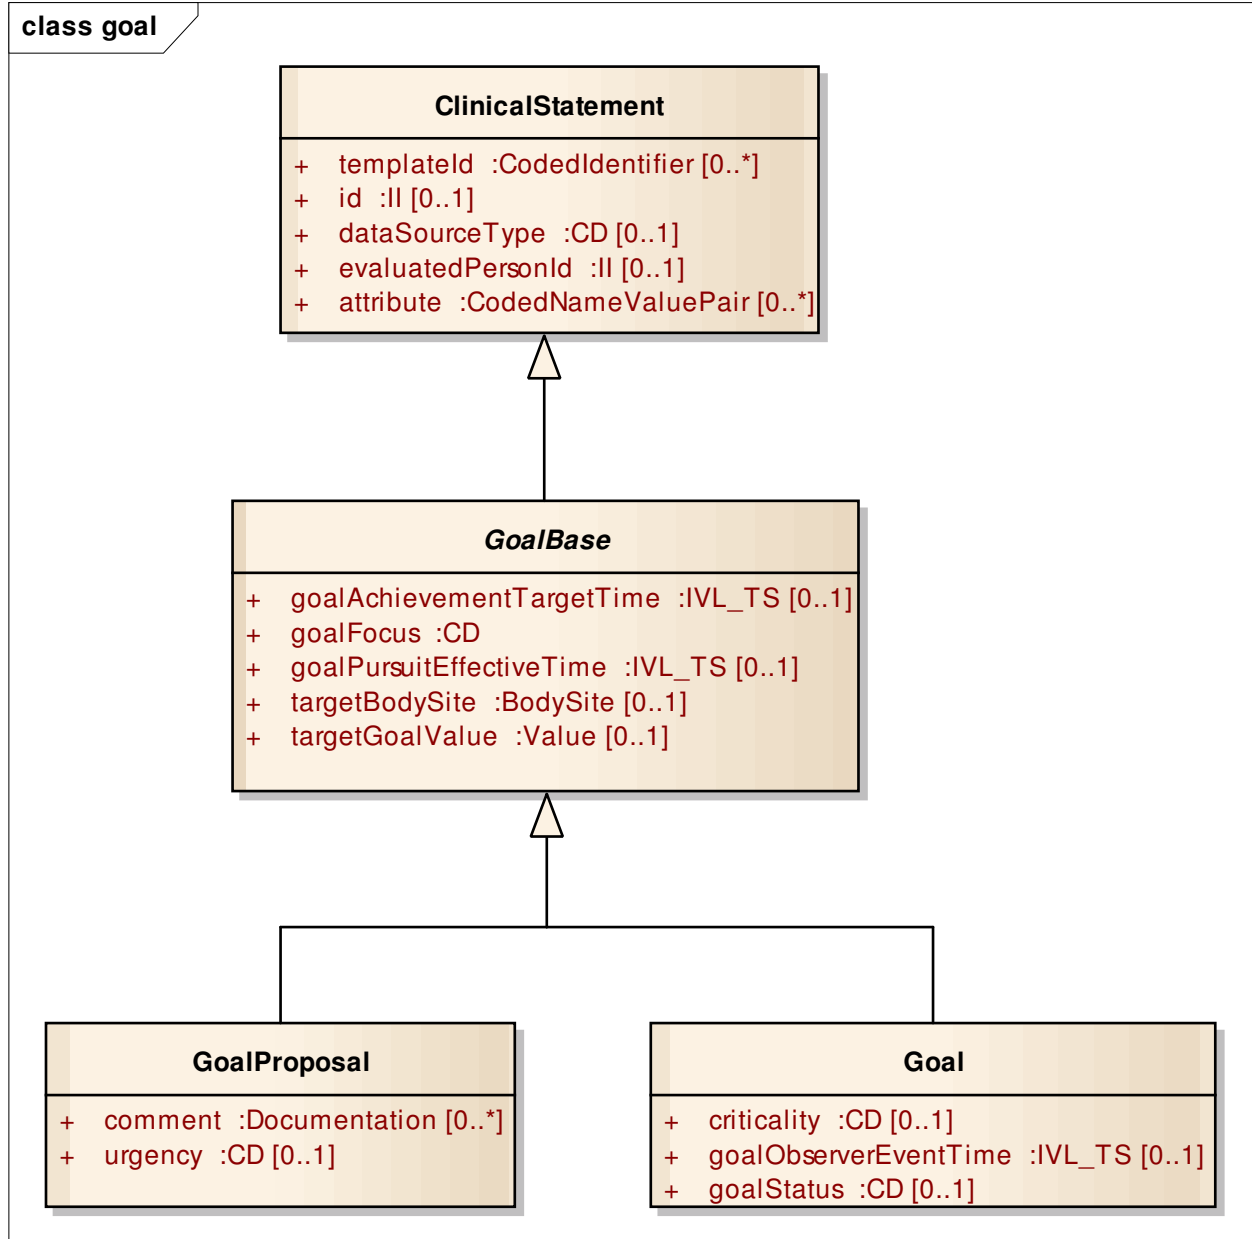 class goal
ClinicalStatement
+ templateId :CodedIdentifier [0..*]
+ id :II [0..1]
+ dataSourceType :CD [0..1]
+ evaluatedPersonId :II [0..1]
+ attribute :CodedNameValuePair [0..*]
GoalBase
+ goalAchievementTargetTime :IVL_TS [0..1]
+ goalFocus :CD
+ goalPursuitEffectiveTime :IVL_TS [0..1]
+ targetBodySite :BodySite [0..1]
+ targetGoalValue :Value [0..1]
GoalProposal
+ comment :Documentation [0..*]
+ urgency :CD [0..1]
Goal
+ criticality :CD [0..1]
+ goalObserverEventTime :IVL_TS [0..1]
+ goalStatus :CD [0..1]